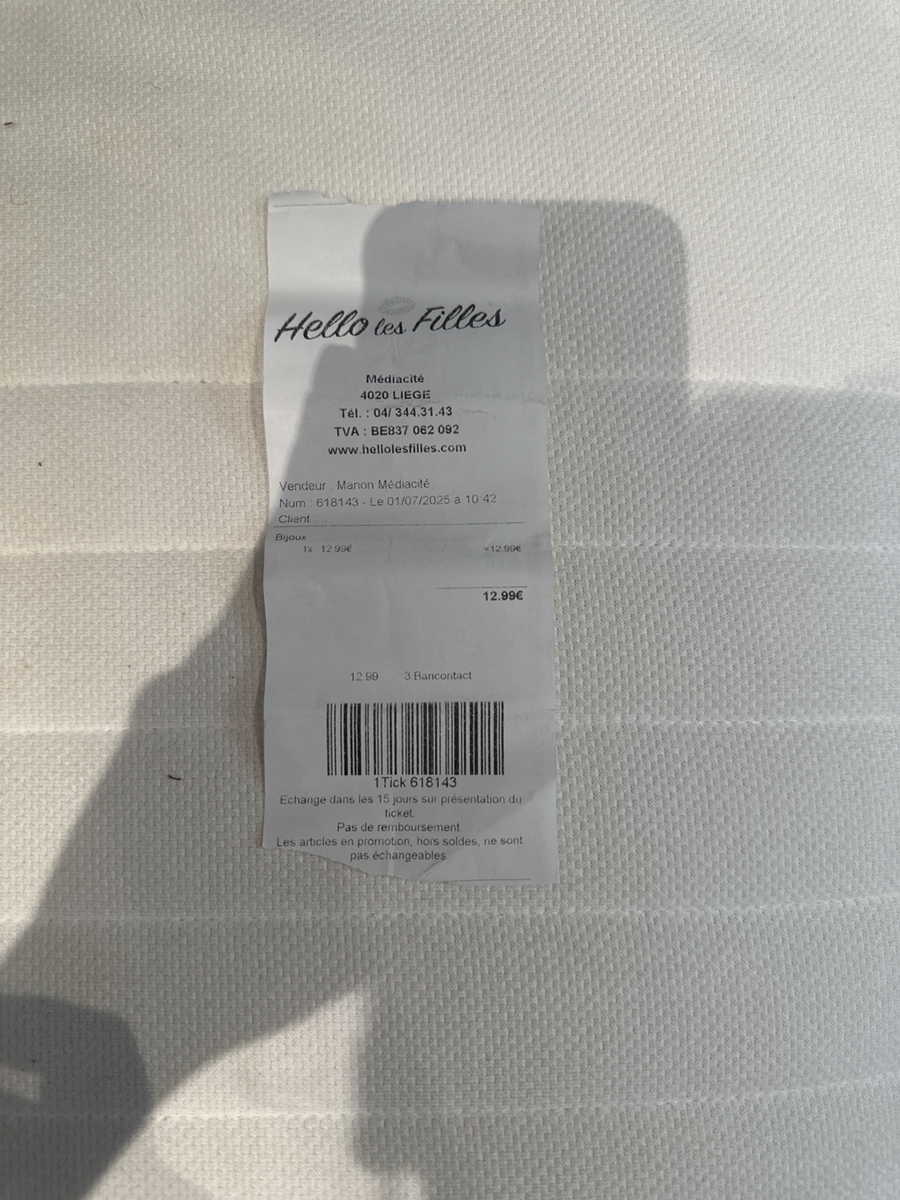 Hello les Filles
Médiacité
4020 LIEGE
Tél. : 04/ 344.31.43
TVA : BE837 062 092
www.hellolesfilles.com
Vendeur : Manon Médiacité
Num : 618143 - Le 01/07/2025 à 10:42
Client :
Bijoux
1x 12.99€ =12.99€
12.99€
12.99 3.Bancontact
1Tick 618143
Echange dans les 15 jours sur présentation du
ticket.
Pas de remboursement.
Les articles en promotion, hors soldes, ne sont
pas échangeables.